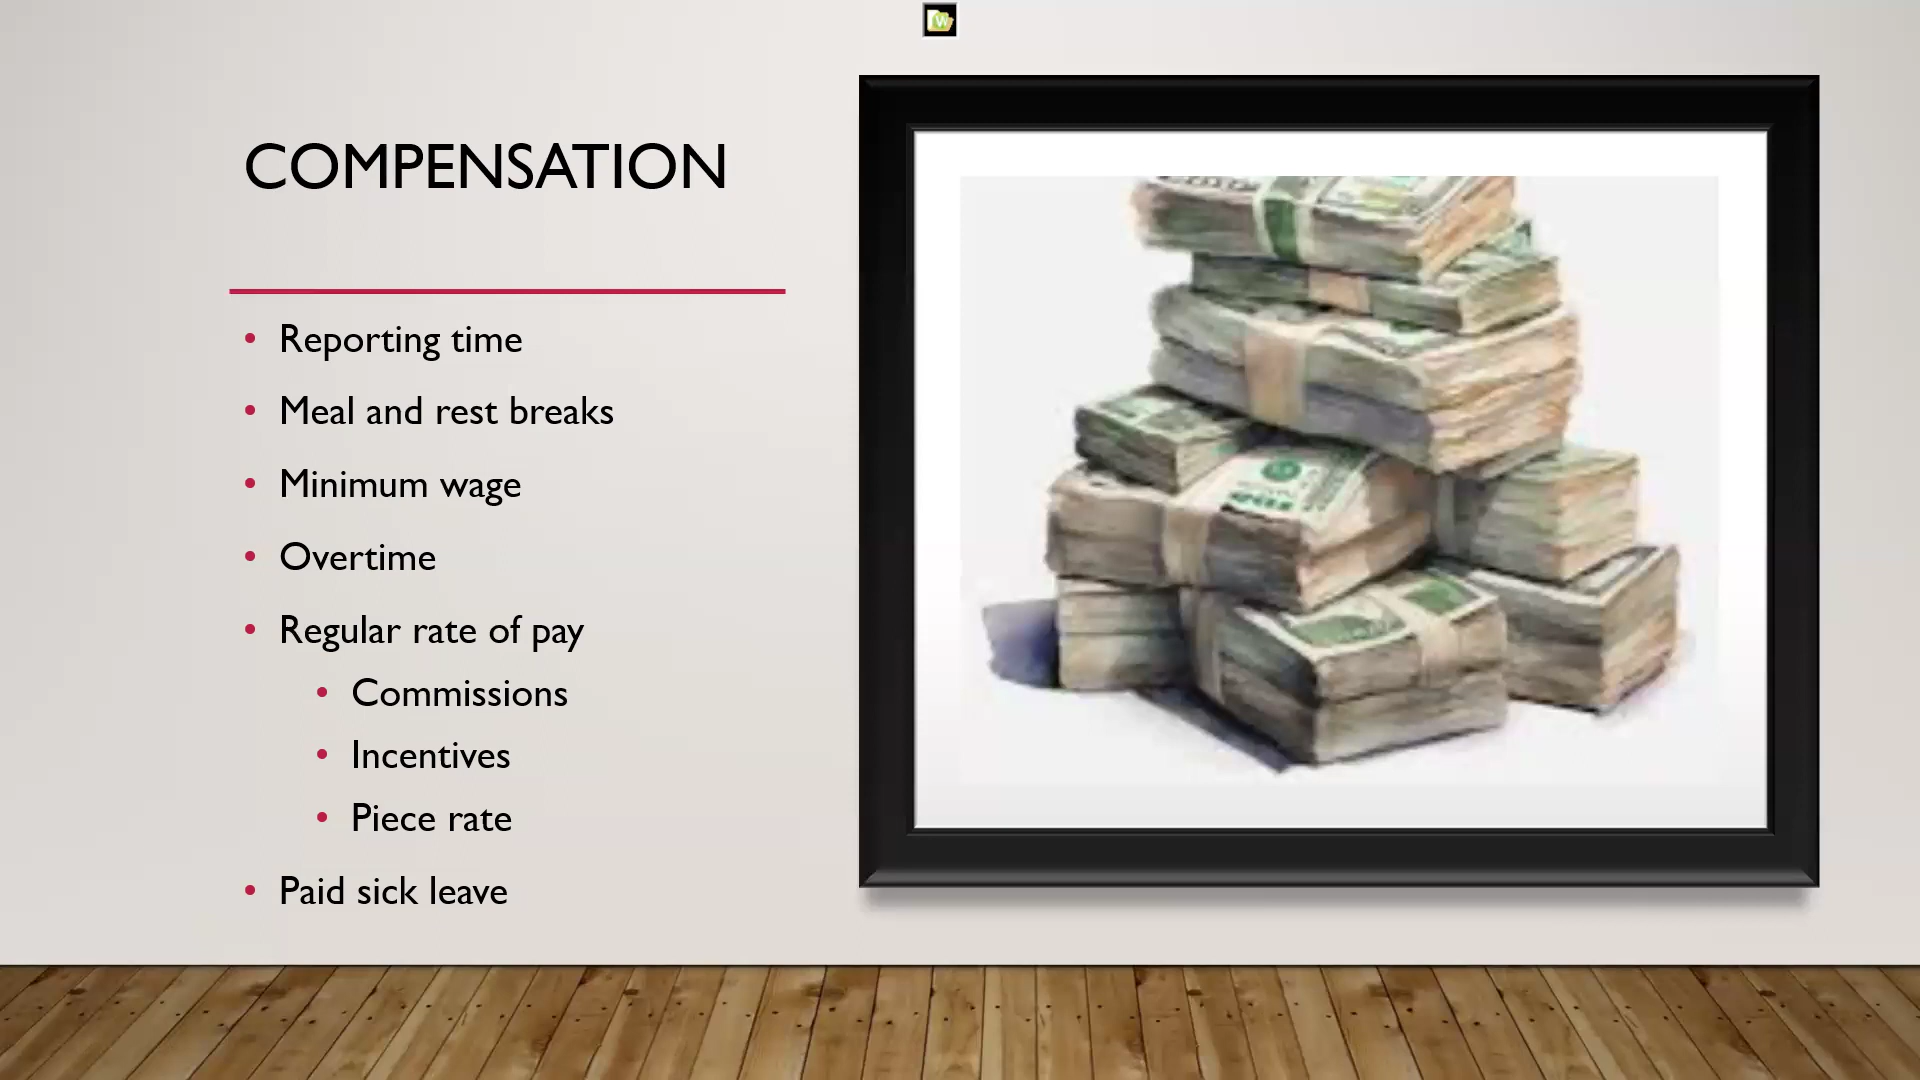 COMPENSATION
• Reporting time
• Meal and rest breaks
• Minimum wage
• Overtime
• Regular rate of pay
• Commissions
• Incentives
• Piece rate
• Paid sick leave